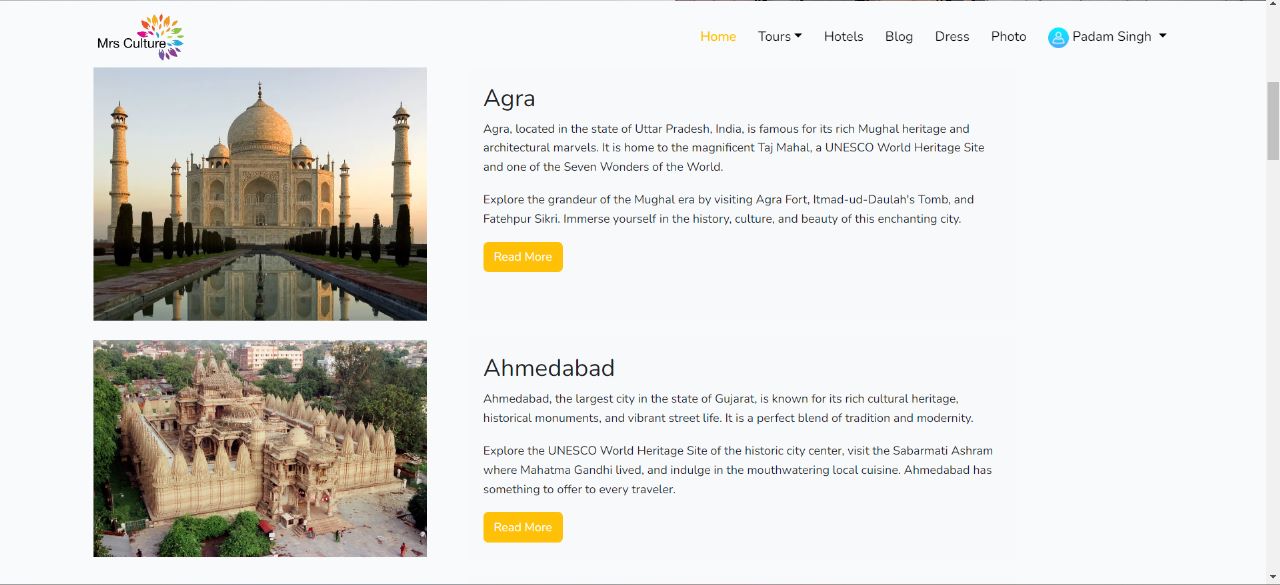 Mrs Culture
Home Tours Hotels Blog Dress Photo Padam Singh
Agra
Agra, located in the state of Uttar Pradesh, India, is famous for its rich Mughal heritage and
architectural marvels. It is home to the magnificent Taj Mahal, a UNESCO World Heritage Site
and one of the Seven Wonders of the World.
Explore the grandeur of the Mughal era by visiting Agra Fort, Itmad-ud-Daulah's Tomb, and
Fatehpur Sikri. Immerse yourself in the history, culture, and beauty of this enchanting city.
Read More
Ahmedabad
Ahmedabad, the largest city in the state of Gujarat, is known for its rich cultural heritage,
historical monuments, and vibrant street life. It is a perfect blend of tradition and modernity.
Explore the UNESCO World Heritage Site of the historic city center, visit the Sabarmati Ashram
where Mahatma Gandhi lived, and indulge in the mouthwatering local cuisine. Ahmedabad has
something to offer to every traveler.
Read More